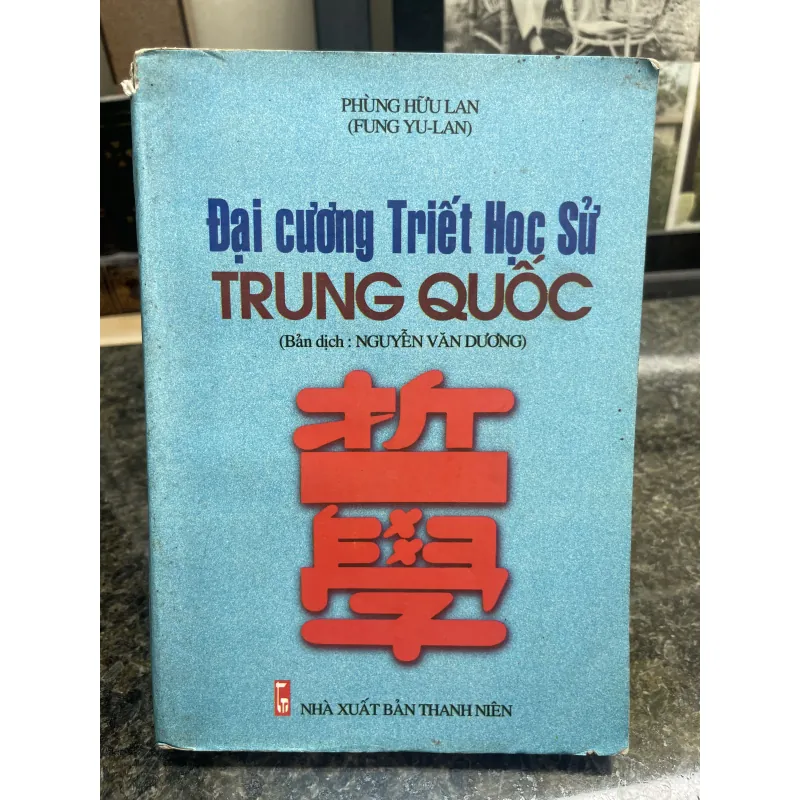 PHÙNG HỮU LAN
(FUNG YU-LAN)
Đại cương Triết Học Sử
TRUNG QUỐC
(Bản dịch : NGUYỄN VĂN DƯƠNG)
哲
學
NHÀ XUẤT BẢN THANH NIÊN